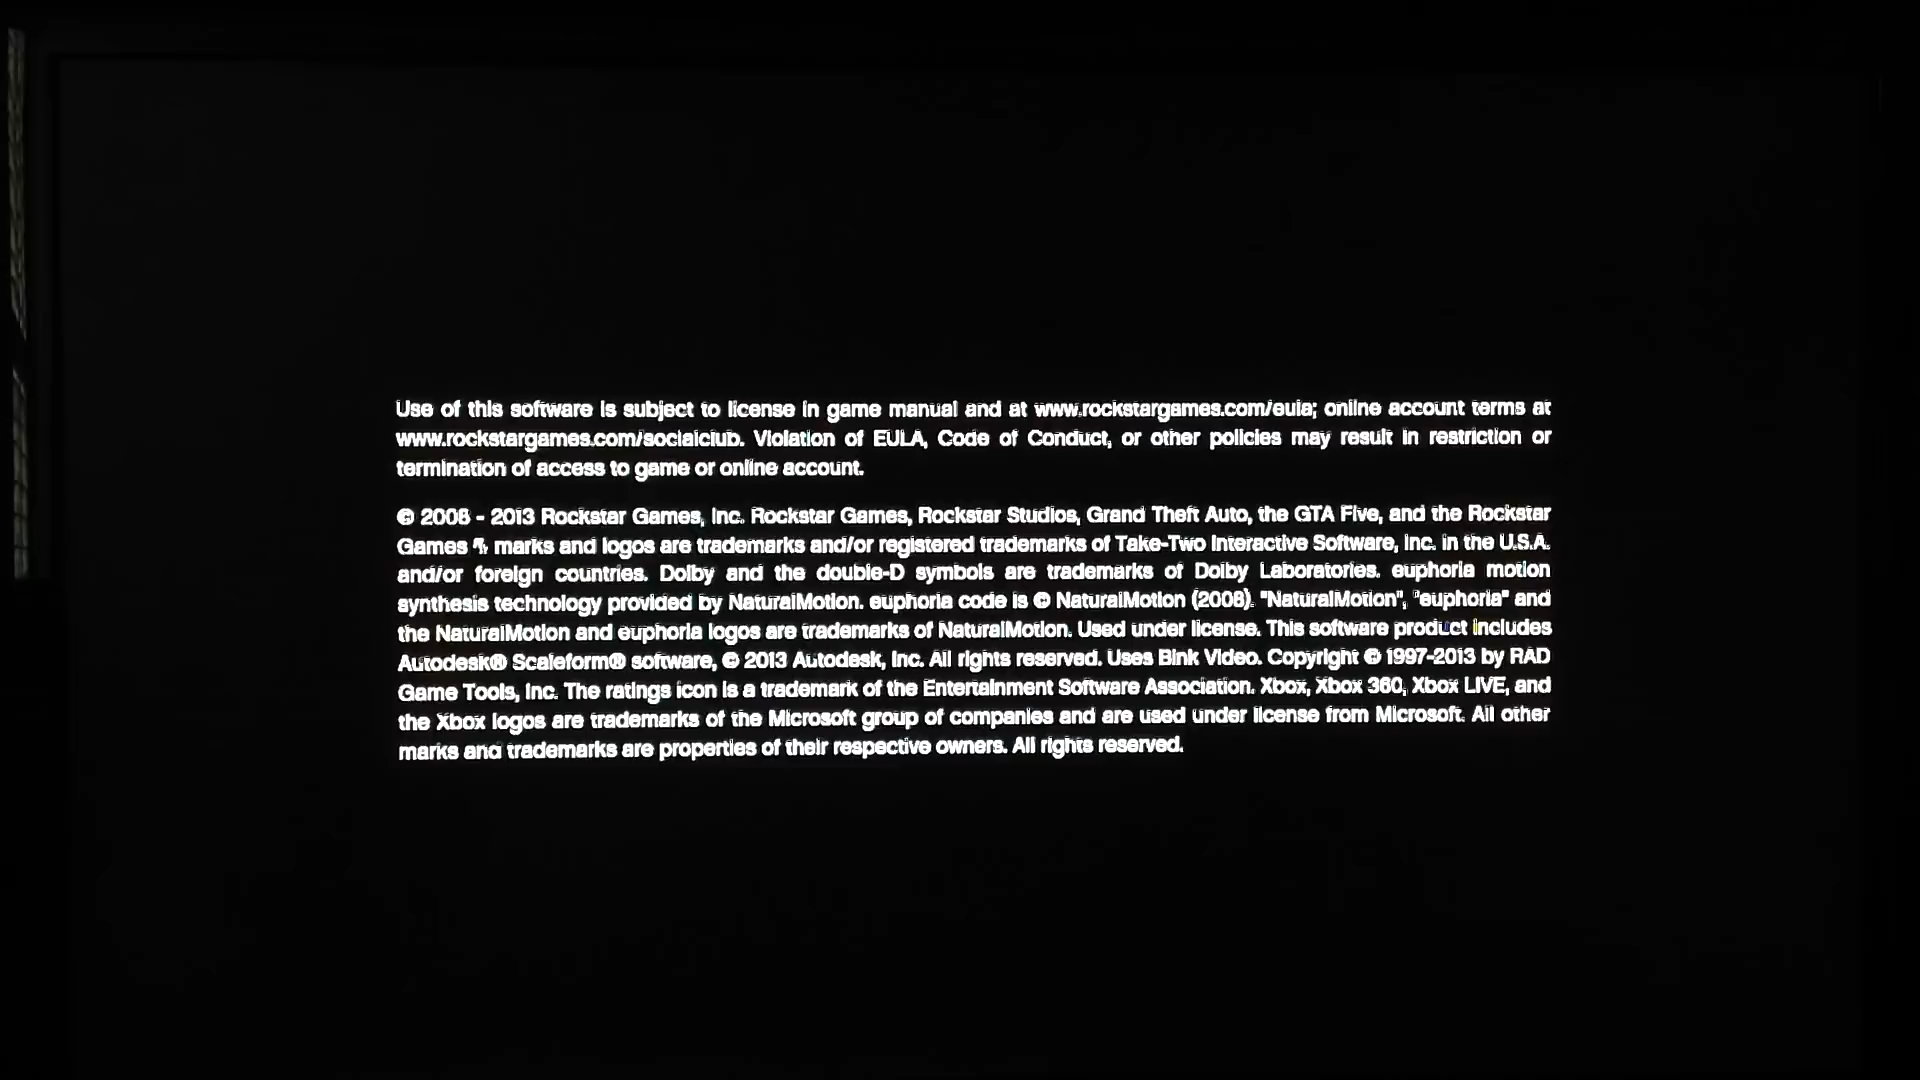 Use of this software is subject to license in game manual and at www.rockstargames.com/eula; online account terms at
www.rockstargames.com/socialclub. Violation of EULA, Code of Conduct, or other policies may result in restriction or
termination of access to game or online account.
© 2008 - 2013 Rockstar Games, Inc. Rockstar Games, Rockstar Studios, Grand Theft Auto, the GTA Five, and the Rockstar
Games R* marks and logos are trademarks and/or registered trademarks of Take-Two Interactive Software, Inc. in the U.S.A.
and/or foreign countries. Dolby and the double-D symbols are trademarks of Dolby Laboratories. euphoria motion
synthesis technology provided by NaturalMotion. euphoria code is © NaturalMotion (2008). "NaturalMotion", "euphoria" and
the NaturalMotion and euphoria logos are trademarks of NaturalMotion. Used under license. This software product includes
Autodesk® Scaleform® software, © 2013 Autodesk, Inc. All rights reserved. Uses Bink Video. Copyright © 1997-2013 by RAD
Game Tools, Inc. The ratings icon is a trademark of the Entertainment Software Association. Xbox, Xbox 360, Xbox LIVE, and
the Xbox logos are trademarks of the Microsoft group of companies and are used under license from Microsoft. All other
marks and trademarks are properties of their respective owners. All rights reserved.